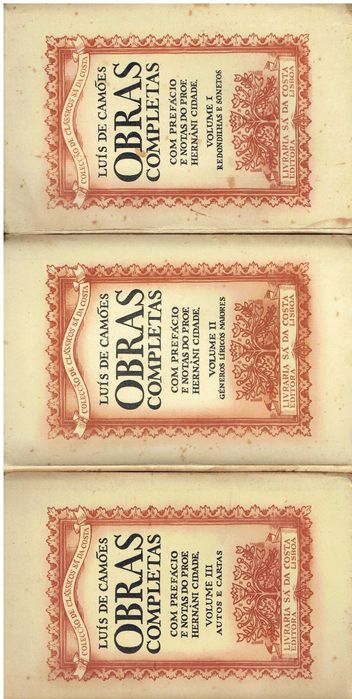 COLECÇÃO DE CLÁSSICOS SÁ DA COSTA
LUÍS DE CAMÕES
OBRAS
COMPLETAS
COM PREFÁCIO
E NOTAS DO PROF.
HERNÂNI CIDADE.
VOLUME I
REDONDILHAS E SONETOS
LIVRARIA SÁ DA COSTA
EDITORA LISBOA
COLECÇÃO DE CLÁSSICOS SÁ DA COSTA
LUÍS DE CAMÕES
OBRAS
COMPLETAS
COM PREFÁCIO
E NOTAS DO PROF.
HERNÂNI CIDADE.
VOLUME II
GÉNEROS LÍRICOS MAIORES
LIVRARIA SÁ DA COSTA
EDITORA LISBOA
COLECÇÃO DE CLÁSSICOS SÁ DA COSTA
LUÍS DE CAMÕES
OBRAS
COMPLETAS
COM PREFÁCIO
E NOTAS DO PROF.
HERNÂNI CIDADE.
VOLUME III
AUTOS E CARTAS
LIVRARIA SÁ DA COSTA
EDITORA LISBOA